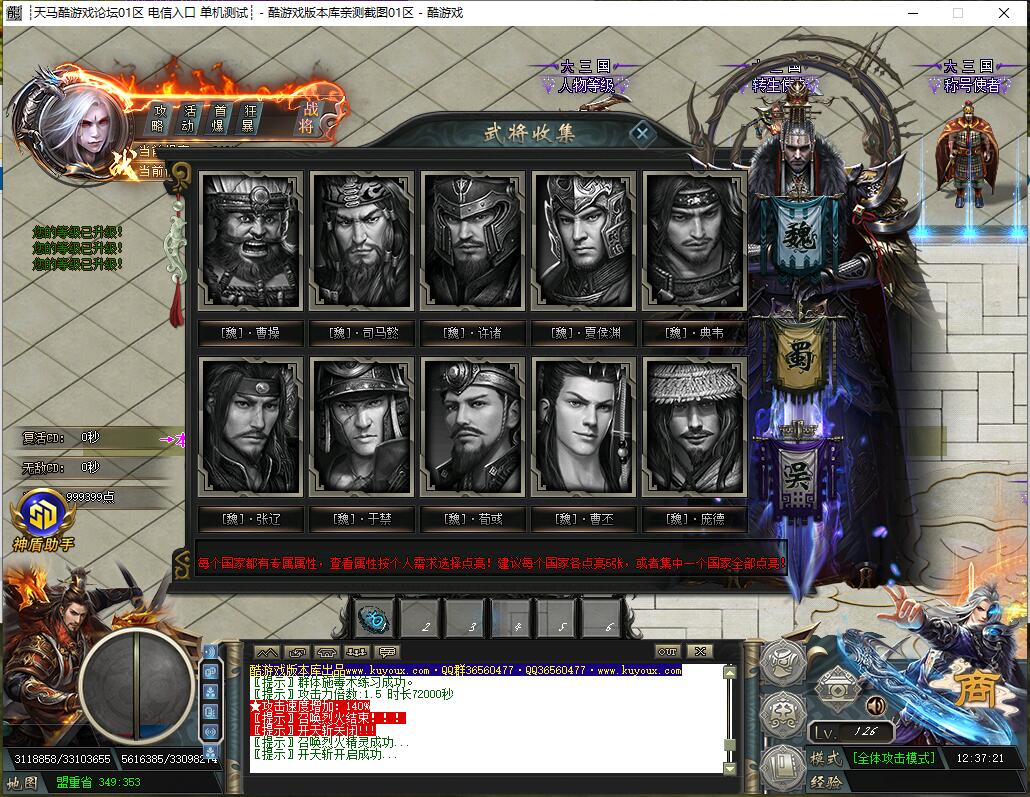 天马酷游戏论坛01区 电信入口 单机测试 - 酷游戏版本库亲测截图01区 - 酷游戏
大三国
人物等级
大三国
称号使者
攻略
活动
首爆
狂暴
战将
武将收集
当前
您的等级已升级!
您的等级已升级!
您的等级已升级!
魏
蜀
吴
[魏]·曹操
[魏]·司马懿
[魏]·许诸
[魏]·夏侯渊
[魏]·典韦
[魏]·张辽
[魏]·于禁
[魏]·荀彧
[魏]·曹丕
[魏]·庞德
复活CD: 0秒
无敌CD: 0秒
999399点
神盾助手
每个国家都有专属属性，查看属性按个人需求选择点亮！建议每个国家各点亮5张，或者集中一个国家全部点亮！
1 2 3 4 5 6
OUT
酷游戏版本库出品www.kuyoux.com·QQ群36560477·QQ36560477·www.kuyoux.com
〖提示〗群体施毒术练习成功。
〖提示〗攻击力倍数:1.5 时长72000秒
★攻击速度增加: 140%
〖提示〗召唤烈火结束!!!!
〖提示〗开天斩关闭!!!
〖提示〗召唤烈火精灵成功...
〖提示〗开天斩开启成功...
商
Lv. 126
3118858/33103655
模式 [全体攻击模式] 12:37:21
地图 盟重省 349:353
经验